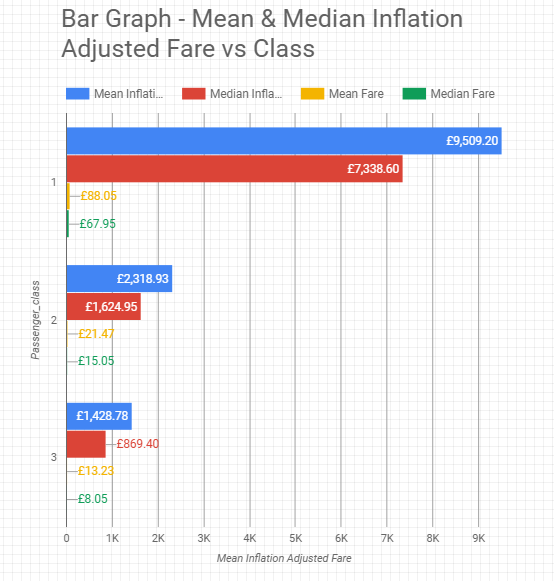 Bar Graph - Mean & Median Inflation
Adjusted Fare vs Class
Mean Inflati… Median Infla… Mean Fare Median Fare
£9,509.20
£7,338.60
1
£88.05
£67.95
£2,318.93
£1,624.95
2
£21.47
£15.05
Passenger_class
£1,428.78
£869.40
3
£13.23
£8.05
0 1K 2K 3K 4K 5K 6K 7K 8K 9K
Mean Inflation Adjusted Fare